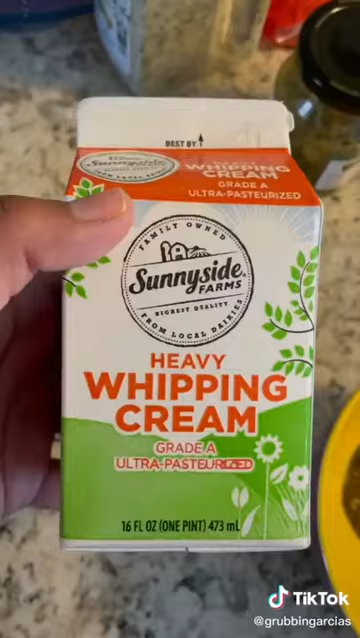 BEST BY
Sunnyside
WHIPPING
CREAM
GRADE A
ULTRA-PASTEURIZED
FAMILY OWNED
Sunnyside
FARMS
HIGHEST QUALITY
FROM LOCAL DAIRIES
HEAVY
WHIPPING
CREAM
GRADE A
ULTRA-PASTEURIZED
16 FL OZ (ONE PINT) 473 mL
TikTok
@grubbingarcias